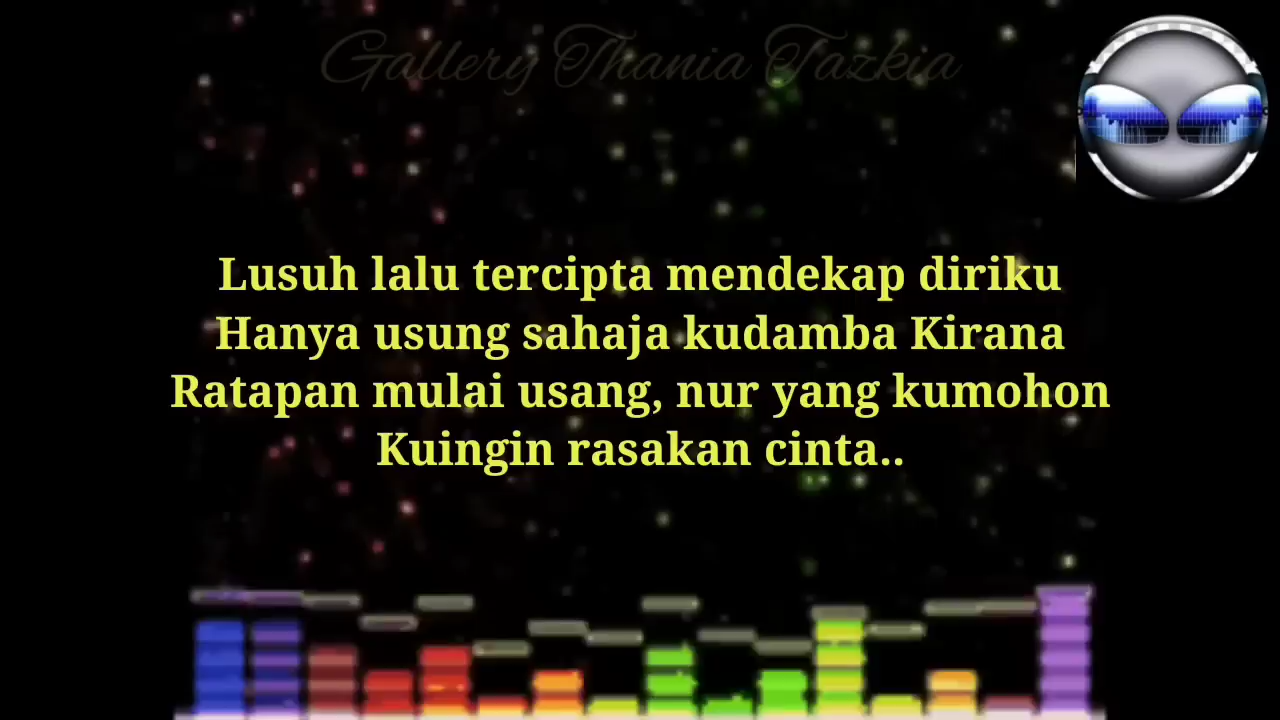 Gallery Thania Tazkia
Lusuh lalu tercipta mendekap diriku
Hanya usung sahaja kudamba Kirana
Ratapan mulai usang, nur yang kumohon
Kuingin rasakan cinta..